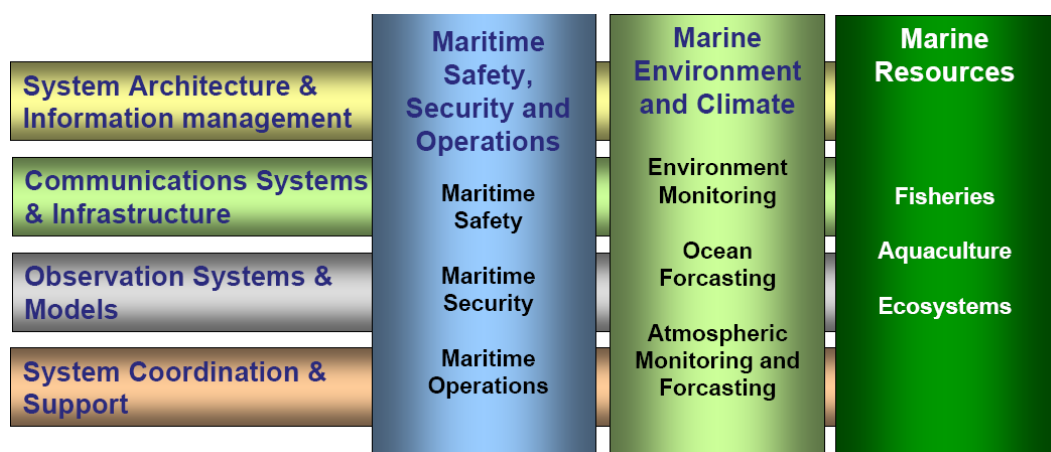 System Architecture &
Information management
Communications Systems
& Infrastructure
Observation Systems &
Models
System Coordination &
Support
Maritime
Safety,
Security and
Operations
Maritime
Safety
Maritime
Security
Maritime
Operations
Marine
Environment
and Climate
Environment
Monitoring
Ocean
Forcasting
Atmospheric
Monitoring and
Forcasting
Marine
Resources
Fisheries
Aquaculture
Ecosystems